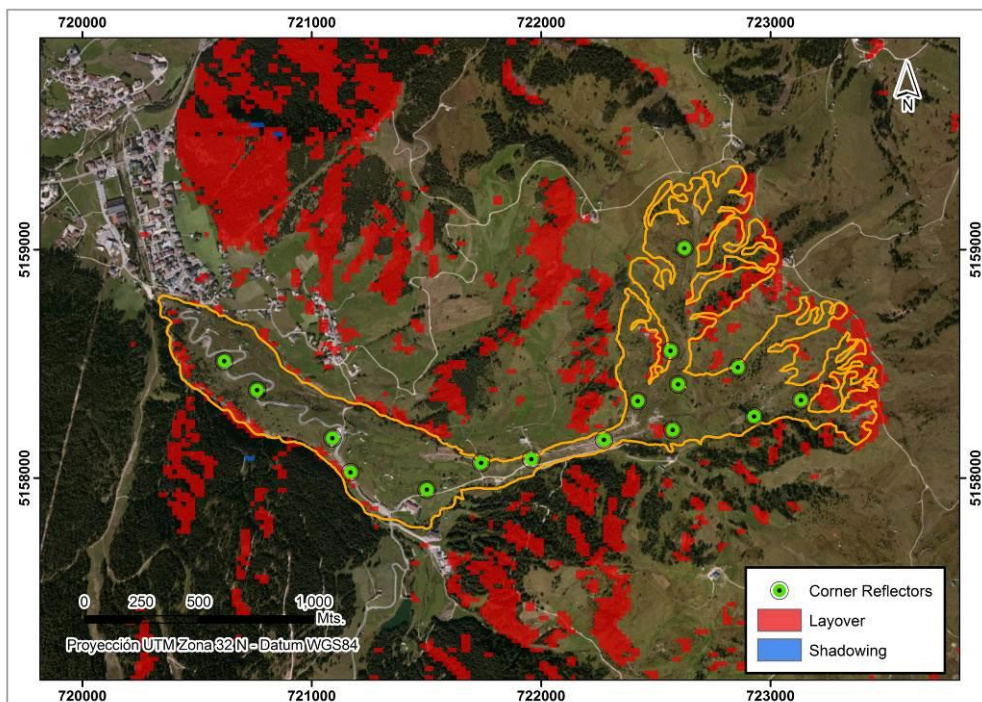 720000 721000 722000 723000
N
5159000 5159000
5158000 5158000
0 250 500 1,000
Mts.
Proyección UTM Zona 32 N - Datum WGS84
Corner Reflectors
Layover
Shadowing
720000 721000 722000 723000